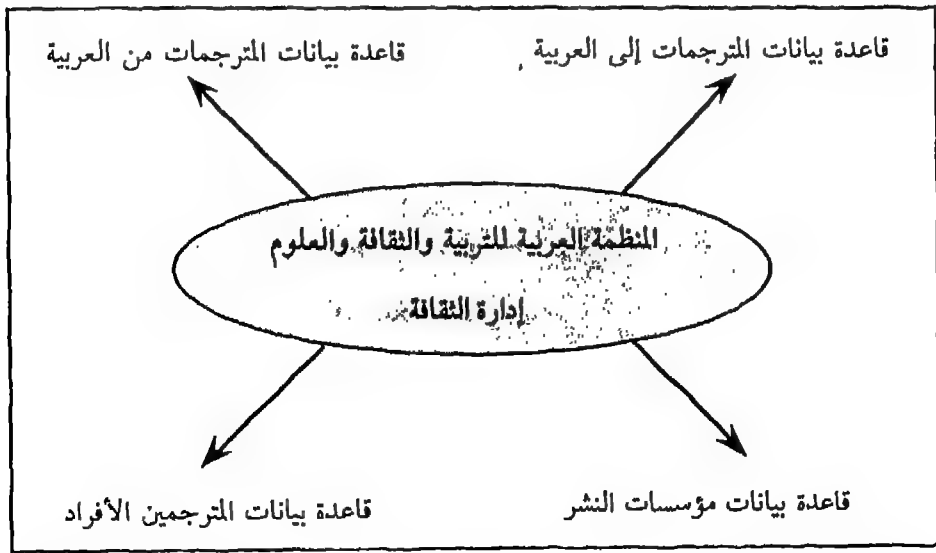 قاعدة بيانات المترجمات إلى العربية
قاعدة بيانات المترجمات من العربية
المنظمة العربية للتربية والثقافة والعلوم
إدارة الثقافة
قاعدة بيانات مؤسسات النشر
قاعدة بيانات المترجمين الأفراد